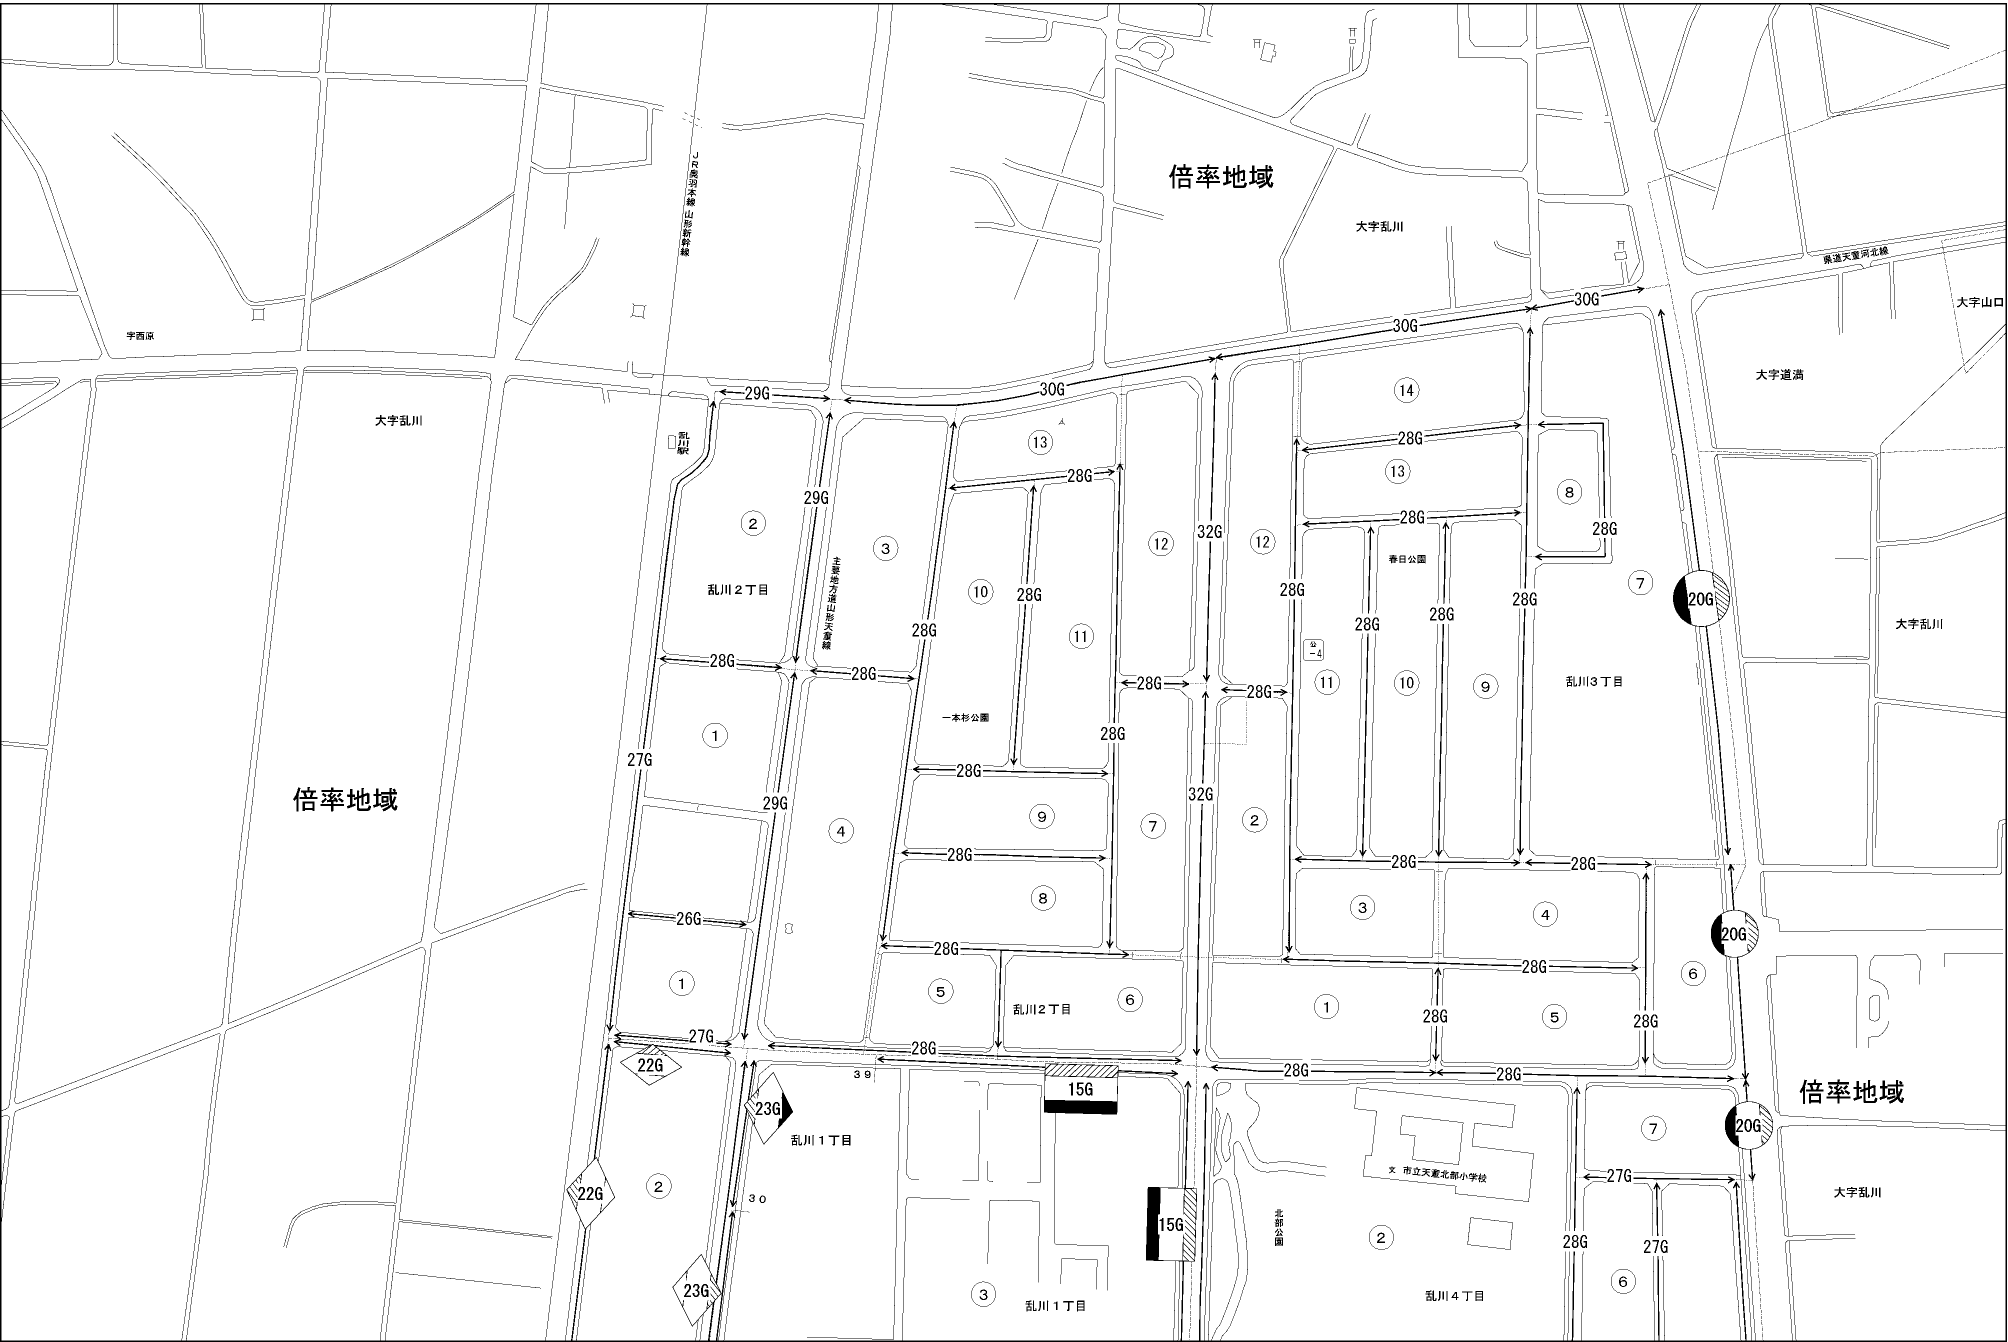 倍率地域
大字乱川
JR奥羽本線 山形新幹線
県道天童河北線
大字山口
30G
30G
字西原
大字道満
29G
30G
14
大字乱川
乱川駅
13
28G
28G
13
28G
8
29G
28G
2
32G
28G
3
12
12
春日公園
7
主要地方道山形天童線
乱川2丁目
10
28G
28G
28G
28G
28G
20G
11
大字乱川
28G
公
-4
28G
28G
28G
28G
11
10
9
乱川3丁目
一本杉公園
1
28G
27G
28G
倍率地域
29G
32G
4
9
7
2
28G
28G
28G
8
3
4
26G
28G
20G
28G
1
5
乱川2丁目
6
1
5
6
28G
28G
27G
28G
22G
39
15G
28G
28G
倍率地域
23G
乱川1丁目
7
20G
文 市立天童北部小学校
27G
22G
2
30
15G
北部公園
2
28G
27G
大字乱川
23G
3
乱川1丁目
乱川4丁目
6